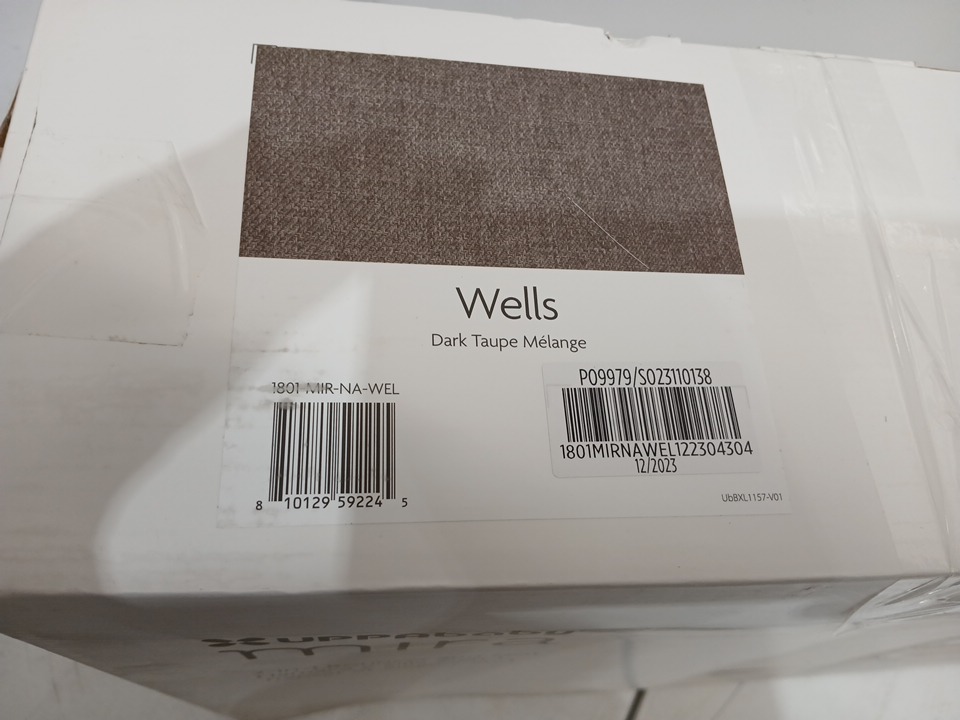 Wells
Dark Taupe Mélange
1801-MIR-NA-WEL
8 10129 59224 5
P09979/S023110138
1801MIRNAWEL122304304
12/2023
UbBXL1157-V01
UPPAbaby